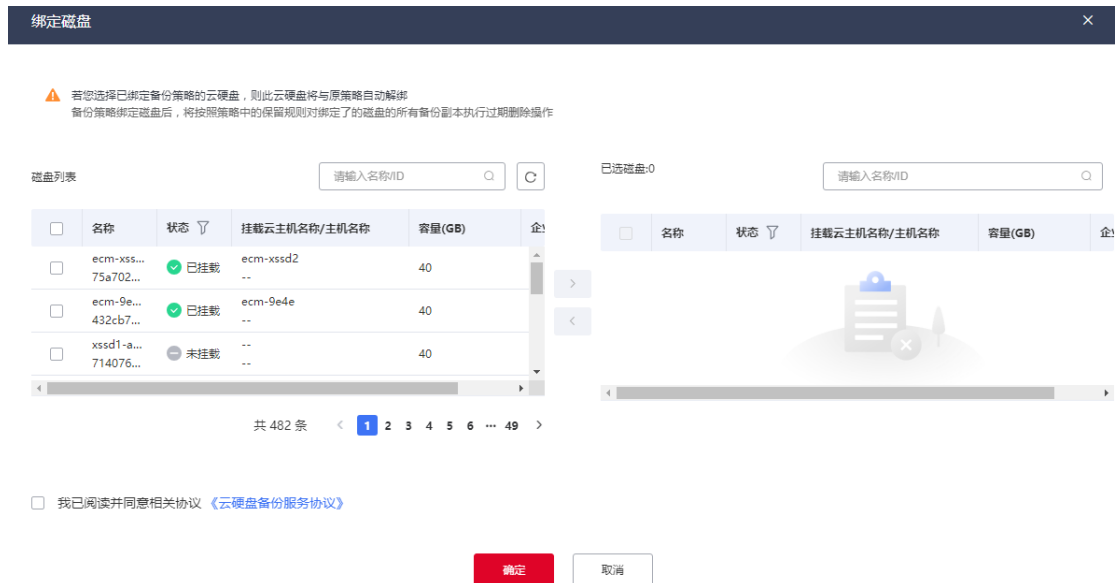 绑定磁盘
若您选择已绑定备份策略的云硬盘，则此云硬盘将与原策略自动解绑
备份策略绑定磁盘后，将按照策略中的保留规则对绑定了的磁盘的所有备份副本执行过期删除操作
磁盘列表
请输入名称/ID
已选磁盘:0
请输入名称/ID
名称 状态 挂载云主机名称/主机名称 容量(GB)
ecm-xss... 已挂载 ecm-xssd2 40
75a702... --
ecm-9e... 已挂载 ecm-9e4e 40
432cb7... --
xssd1-a... 未挂载 -- 40
714076... --
共 482 条 < 1 2 3 4 5 6 ··· 49 >
名称 状态 挂载云主机名称/主机名称 容量(GB) 企
我已阅读并同意相关协议 《云硬盘备份服务协议》
确定 取消